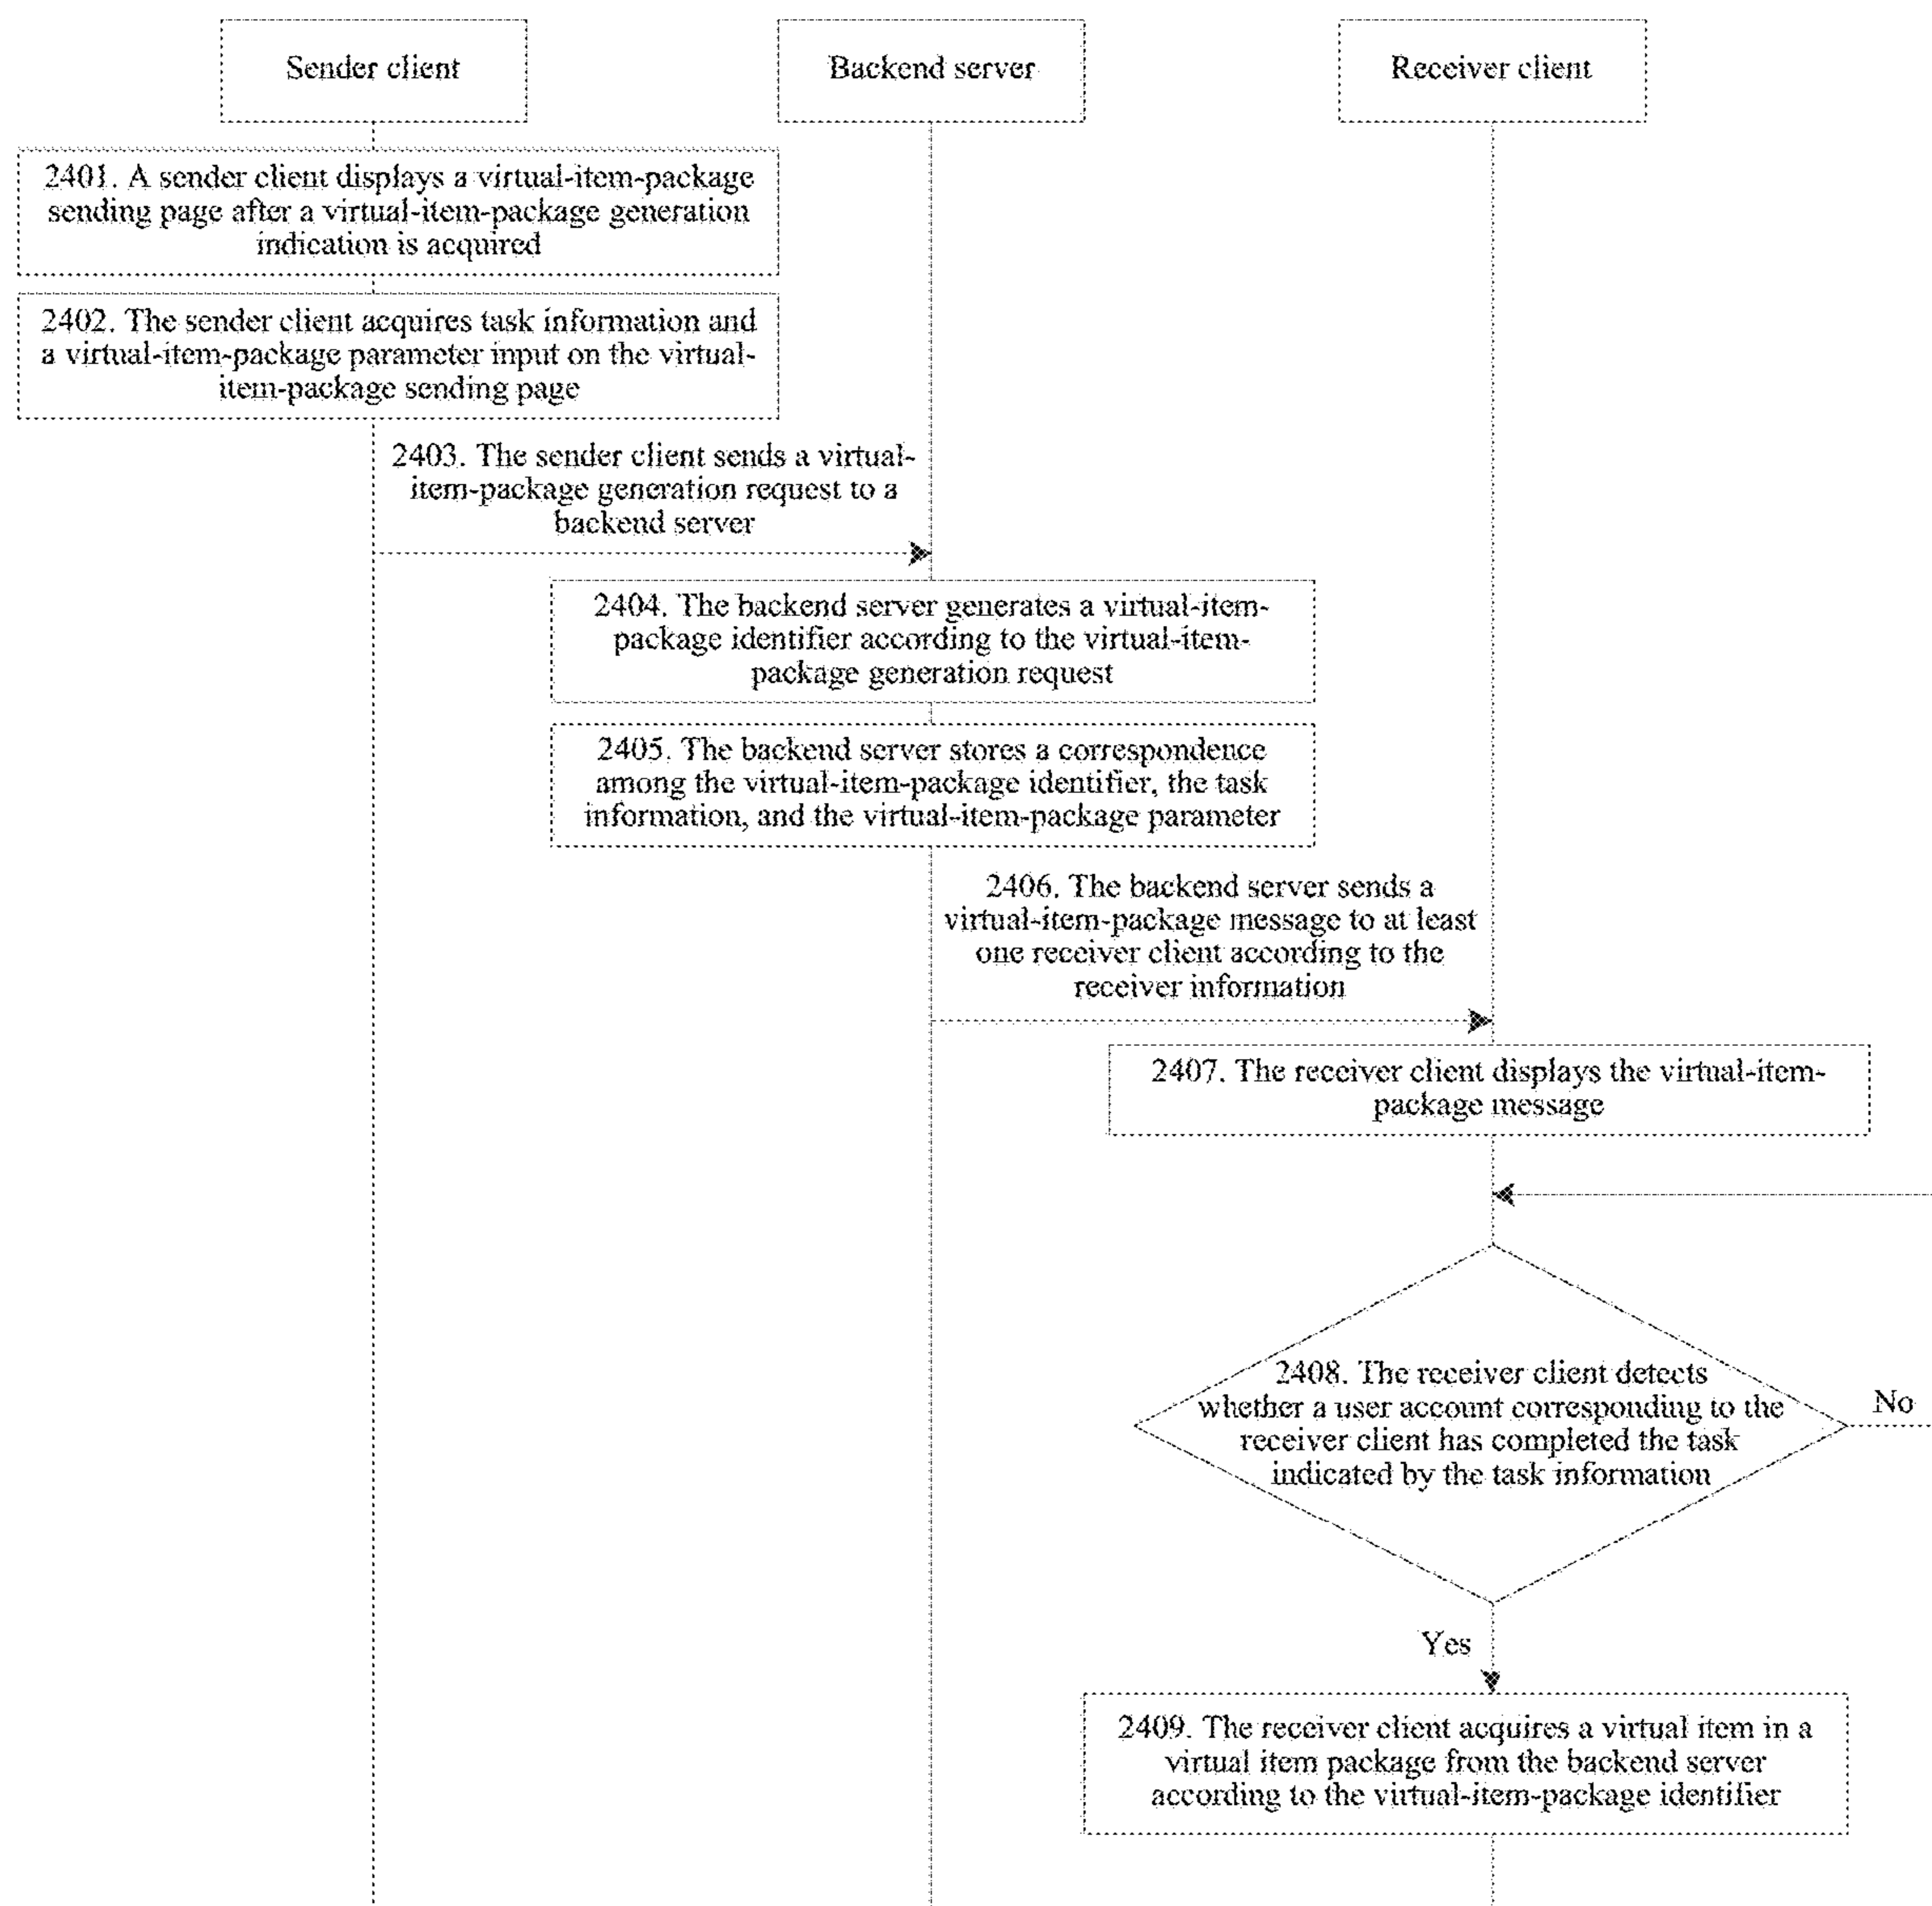 Sender client
Backend server
Receiver client
2401. A sender client displays a virtual-item-package
sending page after a virtual-item-package generation
indication is acquired
2402. The sender client acquires task information and
a virtual-item-package parameter input on the virtual-
item-package sending page
2403. The sender client sends a virtual-
item-package generation request to a
backend server
2404. The backend server generates a virtual-item-
package identifier according to the virtual-item-
package generation request
2405. The backend server stores a correspondence
among the virtual-item-package identifier, the task
information, and the virtual-item-package parameter
2406. The backend server sends a
virtual-item-package message to at least
one receiver client according to the
receiver information
2407. The receiver client displays the virtual-item-
package message
2408. The receiver client detects
whether a user account corresponding to the
receiver client has completed the task
indicated by the task information
No
Yes
2409. The receiver client acquires a virtual item in a
virtual item package from the backend server
according to the virtual-item-package identifier